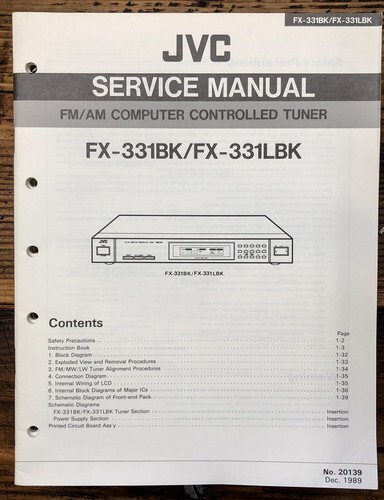 FX-331BK/FX-331LBK
JVC
SERVICE MANUAL
FM/AM COMPUTER CONTROLLED TUNER
FX-331BK/FX-331LBK
JVC
FX-331BK/FX-331LBK
Contents
Page
Safety Precautions 1-2
Instruction Book 1-3
1. Block Diagram 1-32
2. Exploded View and Removal Procedures 1-33
3. FM/MW/LW Tuner Alignment Procedures 1-34
4. Connection Diagram 1-35
5. Internal Wiring of LCD 1-35
6. Internal Block Diagrams of Major ICs 1-36
7. Schematic Diagram of Front-end Pack 1-39
Schematic Diagrams
FX-331BK/FX-331LBK Tuner Section Insertion
Power Supply Section Insertion
Printed Circuit Board Ass'y Insertion
No. 20139
Dec. 1989